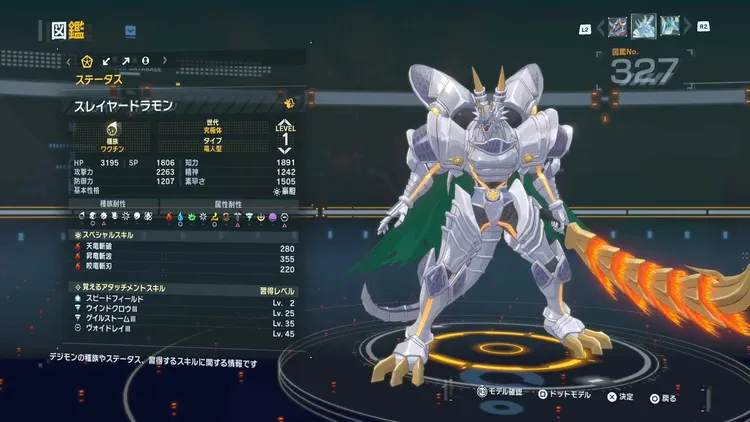 図鑑
L2
R2
図鑑No.
327
ステータス
スレイヤードラモン
種族
ワクチン
世代
究極体
タイプ
竜人型
LEVEL
1
HP 3195 SP 1806 知力 1891
攻撃力 2263 精神 1242
防御力 1207 素早さ 1505
基本性格 豪胆
種族耐性 属性耐性
スペシャルスキル
天竜斬破 280
昇竜斬波 355
咬竜斬刃 220
覚えるアタッチメントスキル 習得レベル
スピードフィールド Lv. 2
ウインドクロウⅢ Lv. 25
ゲイルストームⅢ Lv. 35
ヴォイドレイⅢ Lv. 45
デジモンの種族やステータス、習得するスキルに関する情報です
R3 モデル確認 ドットモデル 決定 戻る